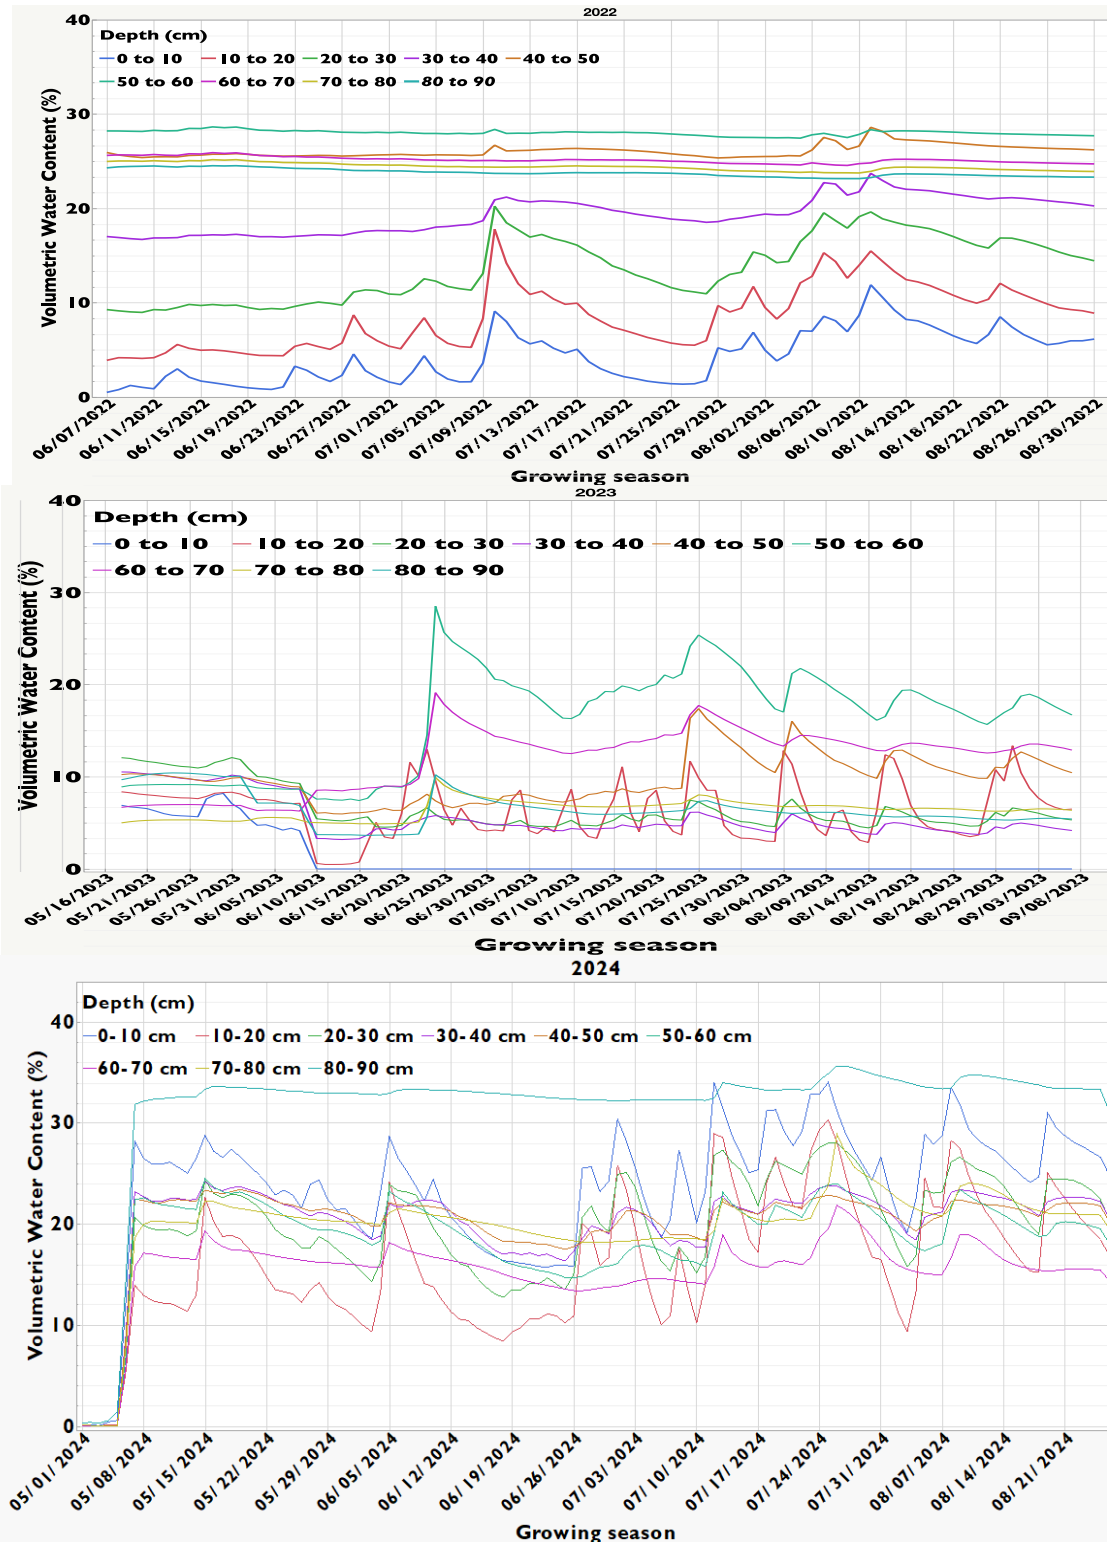 2022
40
Depth (cm)
0 to 10 10 to 20 20 to 30 30 to 40 40 to 50
50 to 60 60 to 70 70 to 80 80 to 90
30
20
10
0
Volumetric Water Content (%)
06/07/2022 06/11/2022 06/15/2022 06/19/2022 06/23/2022 06/27/2022 07/01/2022 07/05/2022 07/09/2022 07/13/2022 07/17/2022 07/21/2022 07/25/2022 07/29/2022 08/02/2022 08/06/2022 08/10/2022 08/14/2022 08/18/2022 08/22/2022 08/26/2022 08/30/2022
Growing season
2023
40
Depth (cm)
0 to 10 10 to 20 20 to 30 30 to 40 40 to 50 50 to 60
60 to 70 70 to 80 80 to 90
30
20
10
0
Volumetric Water Content (%)
05/16/2023 05/21/2023 05/26/2023 05/31/2023 06/05/2023 06/10/2023 06/15/2023 06/20/2023 06/25/2023 06/30/2023 07/05/2023 07/10/2023 07/15/2023 07/20/2023 07/25/2023 07/30/2023 08/04/2023 08/09/2023 08/14/2023 08/19/2023 08/24/2023 08/29/2023 09/03/2023 09/08/2023
Growing season
2024
Depth (cm)
40
0-10 cm 10-20 cm 20-30 cm 30-40 cm 40-50 cm 50-60 cm
60-70 cm 70-80 cm 80-90 cm
30
20
10
0
Volumetric Water Content (%)
05/01/2024 05/08/2024 05/15/2024 05/22/2024 05/29/2024 06/05/2024 06/12/2024 06/19/2024 06/26/2024 07/03/2024 07/10/2024 07/17/2024 07/24/2024 07/31/2024 08/07/2024 08/14/2024 08/21/2024
Growing season